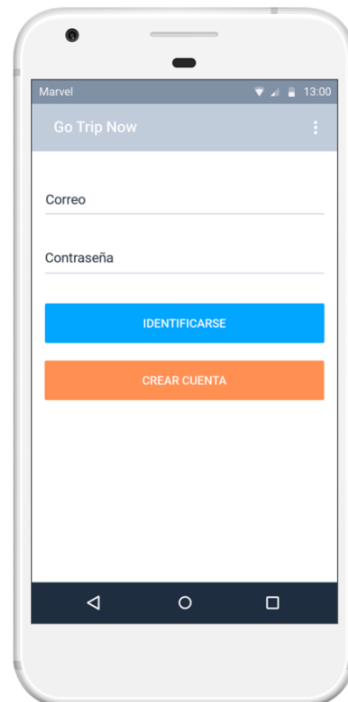 Marvel 13:00
Go Trip Now
Correo
Contraseña
IDENTIFICARSE
CREAR CUENTA